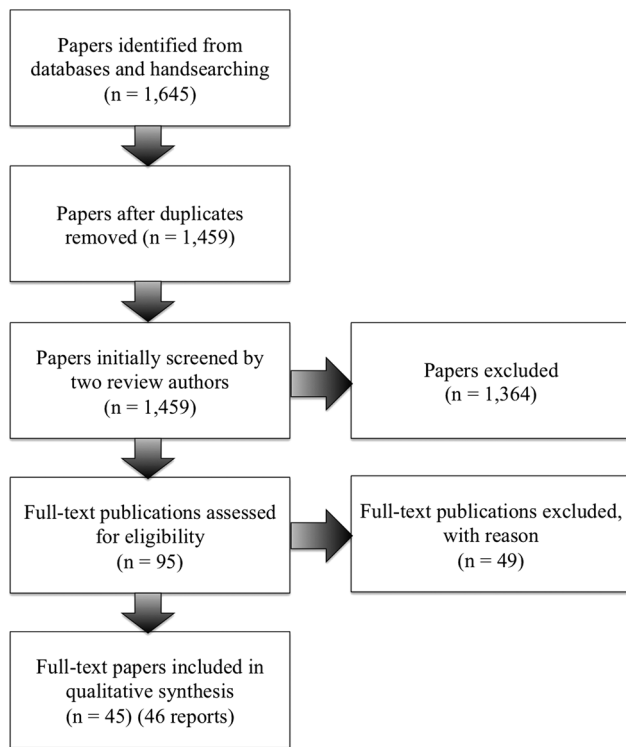 Papers identified from
databases and handsearching
(n = 1,645)
Papers after duplicates
removed (n = 1,459)
Papers initially screened by
two review authors
(n = 1,459)
Papers excluded
(n = 1,364)
Full-text publications assessed
for eligibility
(n = 95)
Full-text publications excluded,
with reason
(n = 49)
Full-text papers included in
qualitative synthesis
(n = 45) (46 reports)